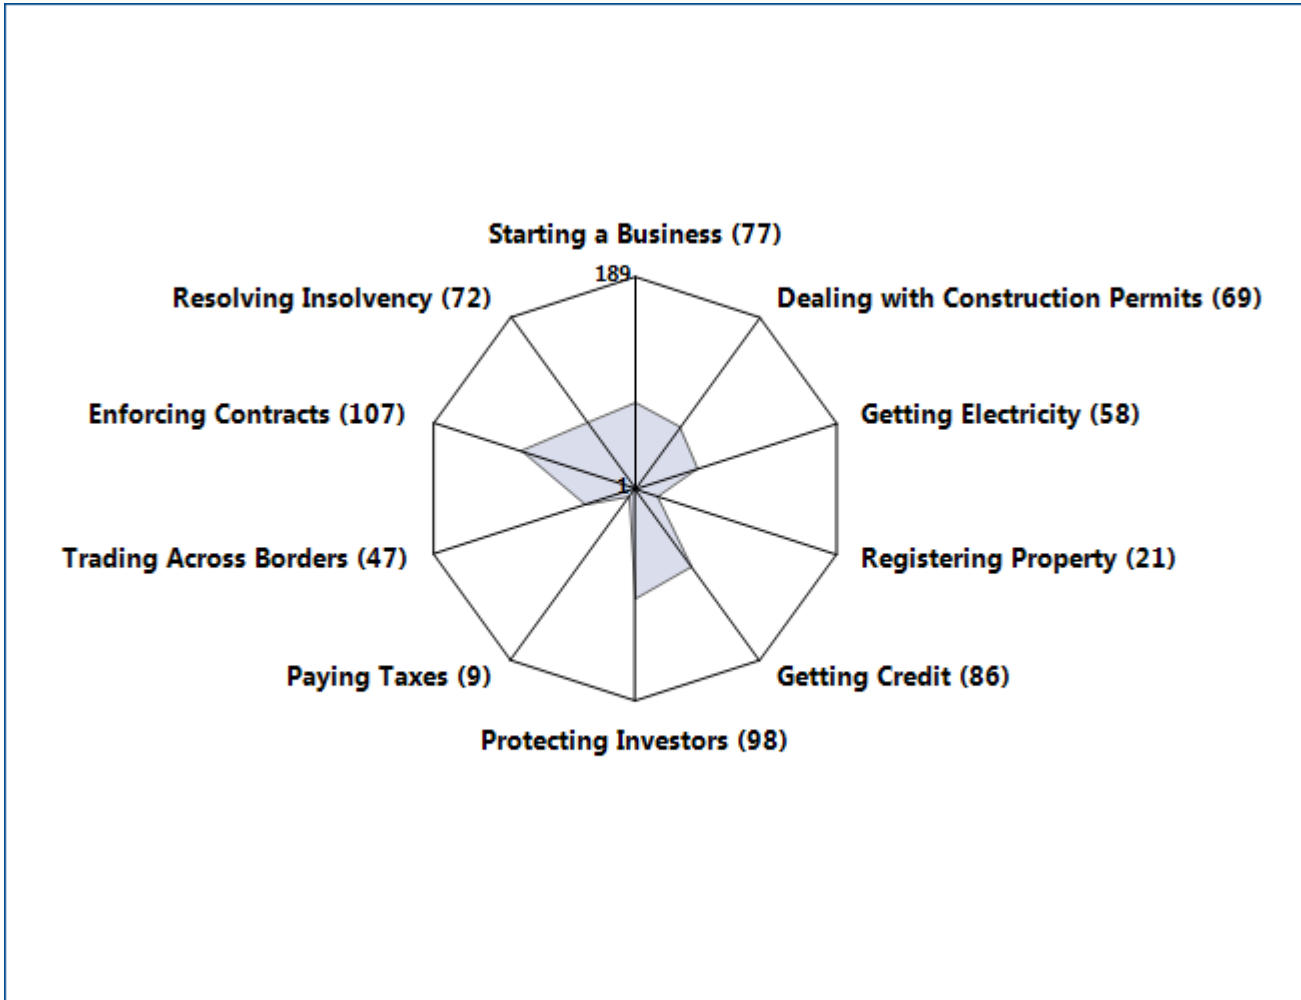 Starting a Business (77)
189
Resolving Insolvency (72)
Dealing with Construction Permits (69)
Enforcing Contracts (107)
Getting Electricity (58)
1
Trading Across Borders (47)
Registering Property (21)
Paying Taxes (9)
Getting Credit (86)
Protecting Investors (98)